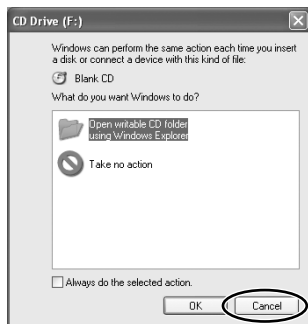 CD Drive (F:)
Windows can perform the same action each time you insert
a disk or connect a device with this kind of file:
Blank CD
What do you want Windows to do?
Open writable CD folder
using Windows Explorer
Take no action
Always do the selected action.
OK
Cancel